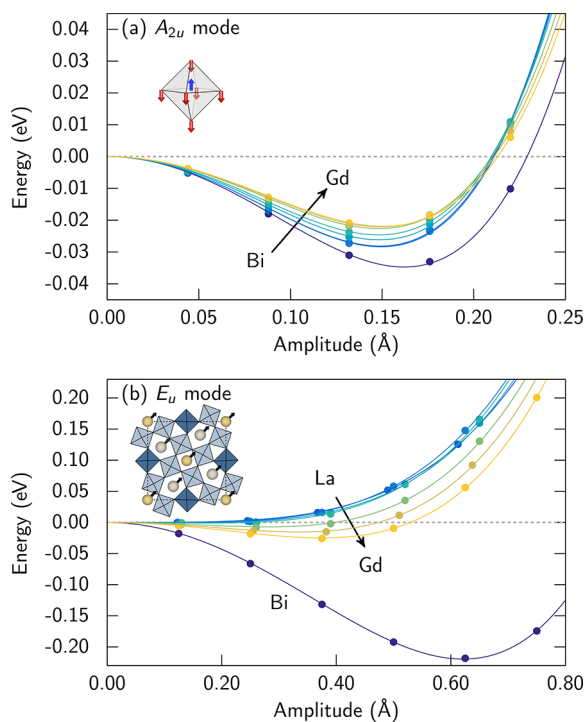 (a) A2u mode
Energy (eV)
0.04
0.03
0.02
0.01
0.00
-0.01
-0.02
-0.03
-0.04
Gd
Bi
0.00 0.05 0.10 0.15 0.20 0.25
Amplitude (Å)
(b) Eu mode
Energy (eV)
0.20
0.15
0.10
0.05
0.00
-0.05
-0.10
-0.15
-0.20
La
Gd
Bi
0.00 0.20 0.40 0.60 0.80
Amplitude (Å)